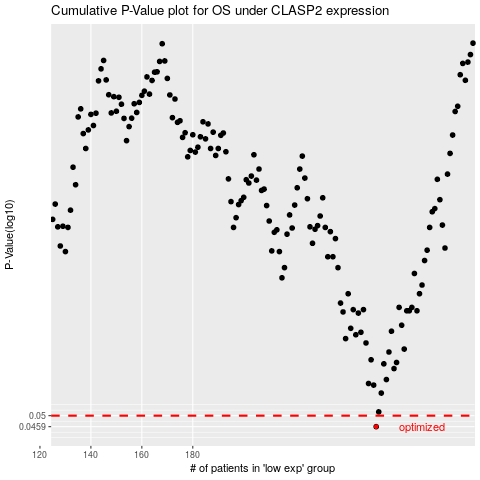 Cumulative P-Value plot for OS under CLASP2 expression
P-Value(log10)
0.05
0.0459
optimized
120 140 160 180
# of patients in 'low exp' group